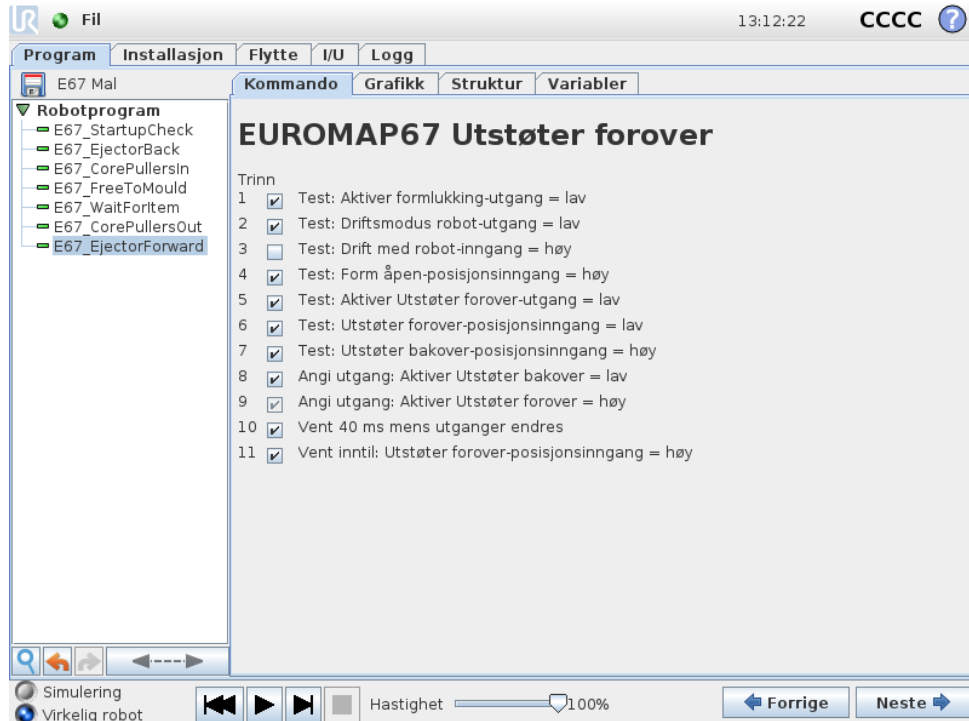 UR Fil 13:12:22 CCCC ?
Program Installasjon Flytte I/U Logg
E67 Mal
Kommando Grafikk Struktur Variabler
Robotprogram
E67_StartupCheck
E67_EjectorBack
E67_CorePullersIn
E67_FreeToMould
E67_WaitForItem
E67_CorePullersOut
E67_EjectorForward
EUROMAP67 Utstøter forover
Trinn
1 Test: Aktiver formlukking-utgang = lav
2 Test: Driftsmodus robot-utgang = lav
3 Test: Drift med robot-inngang = høy
4 Test: Form åpen-posisjonsinngang = høy
5 Test: Aktiver Utstøter forover-utgang = lav
6 Test: Utstøter forover-posisjonsinngang = lav
7 Test: Utstøter bakover-posisjonsinngang = høy
8 Angi utgang: Aktiver Utstøter bakover = lav
9 Angi utgang: Aktiver Utstøter forover = høy
10 Vent 40 ms mens utganger endres
11 Vent inntil: Utstøter forover-posisjonsinngang = høy
Simulering
Virkelig robot
Hastighet 100%
Forrige Neste